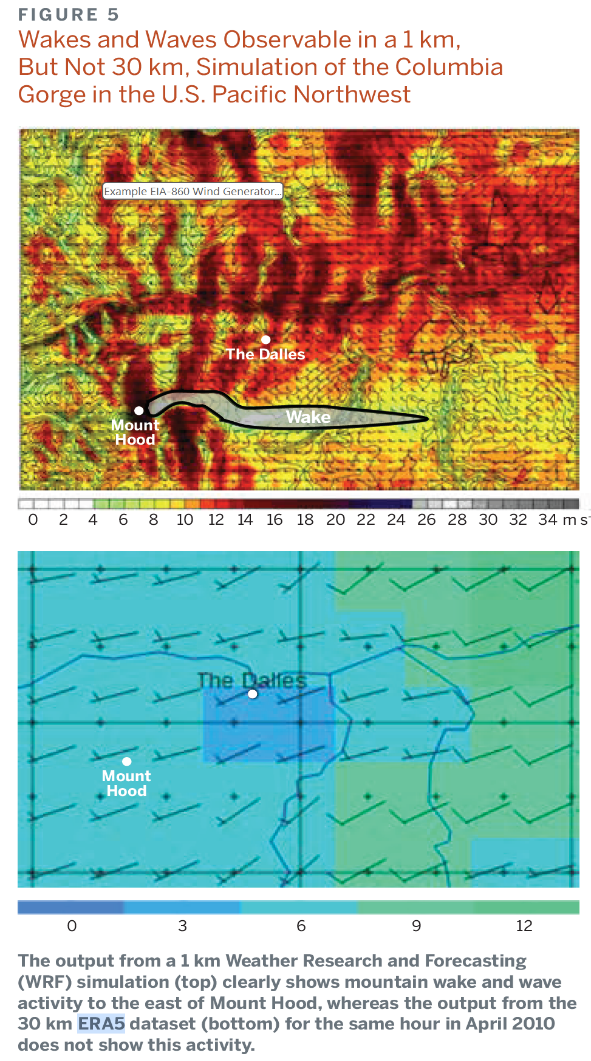 FIGURE 5
Wakes and Waves Observable in a 1 km,
But Not 30 km, Simulation of the Columbia
Gorge in the U.S. Pacific Northwest
Example EIA-860 Wind Generator...
The Dalles
Wake
Mount
Hood
0 2 4 6 7 8 10 11 12 14 16 18 20 22 24 26 28 30 32 34 m s
The Dalles
Mount
Hood
0 3 6 9 12
The output from a 1 km Weather Research and Forecasting
(WRF) simulation (top) clearly shows mountain wake and wave
activity to the east of Mount Hood, whereas the output from the
30 km ERA5 dataset (bottom) for the same hour in April 2010
does not show this activity.